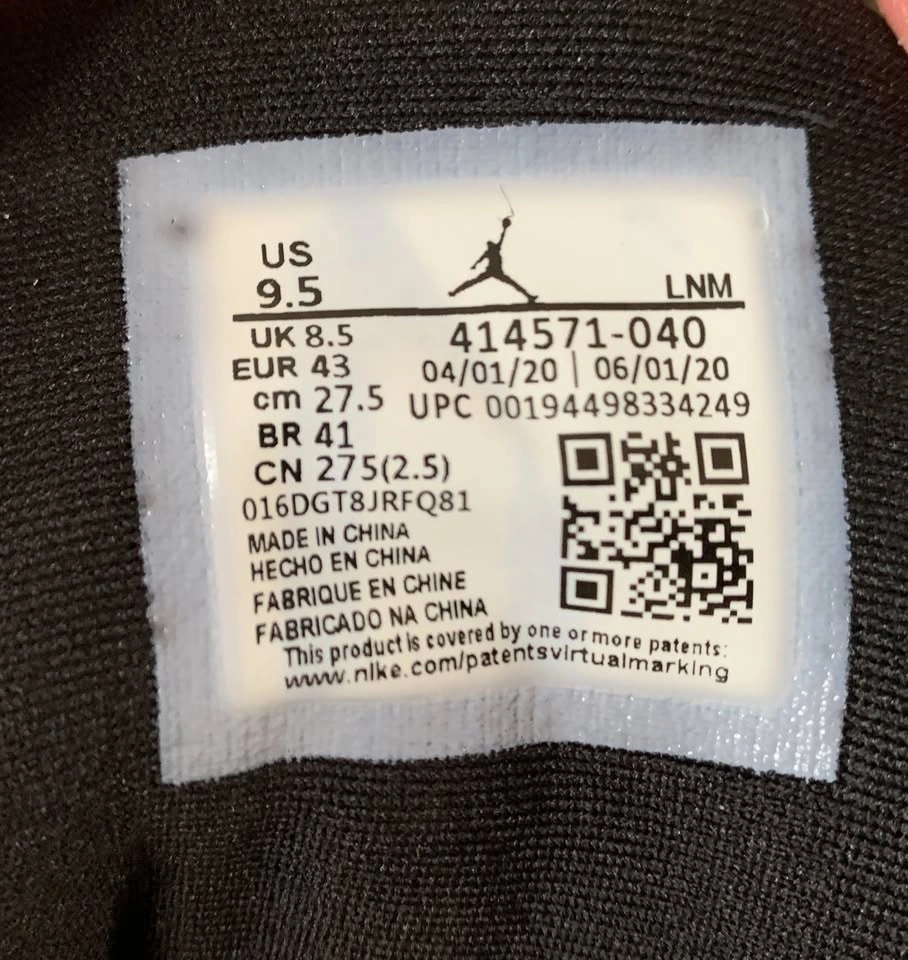 US
9.5
LNM
UK 8.5
414571-040
EUR 43
04/01/20 | 06/01/20
cm 27.5
UPC 00194498334249
BR 41
CN 275(2.5)
016DGT8JRFQ81
MADE IN CHINA
HECHO EN CHINA
FABRIQUE EN CHINE
FABRICADO NA CHINA
This product is covered by one or more patents:
www.nike.com/patentsvirtualmarking